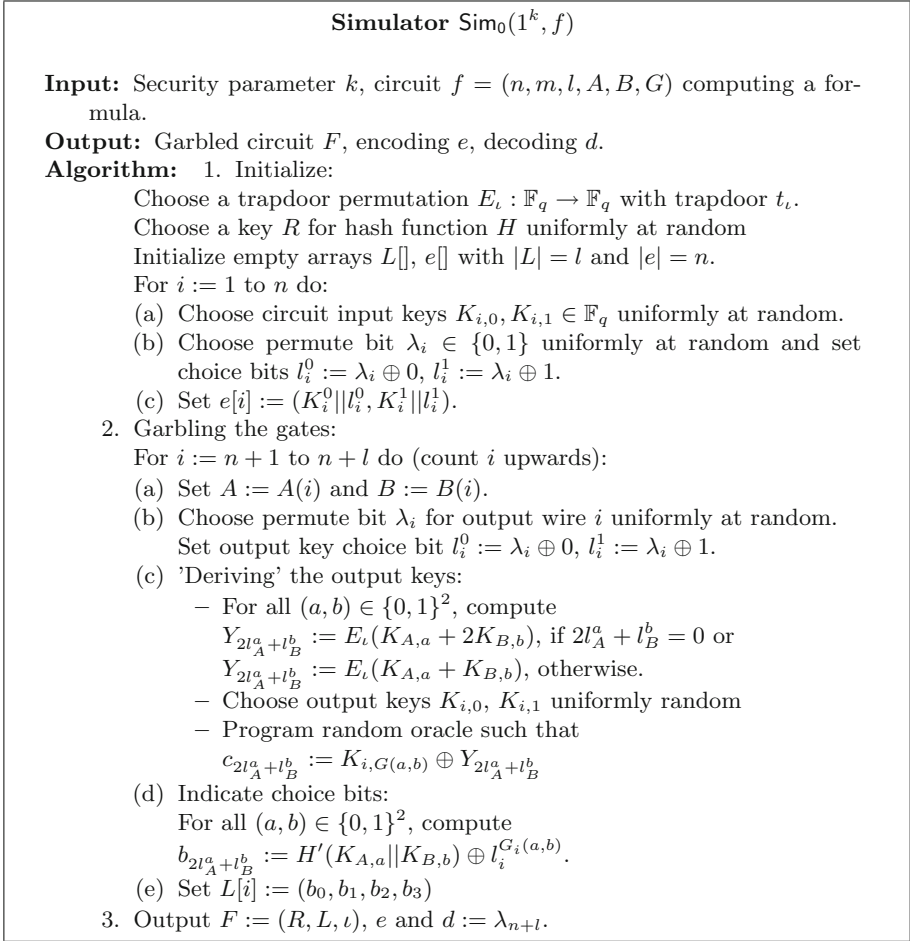 Simulator Sim₀(1ᵏ, f)
Input: Security parameter k, circuit f = (n, m, l, A, B, G) computing a for-
mula.
Output: Garbled circuit F, encoding e, decoding d.
Algorithm: 1. Initialize:
Choose a trapdoor permutation E_ι : 𝔽_q → 𝔽_q with trapdoor t_ι.
Choose a key R for hash function H uniformly at random
Initialize empty arrays L[], e[] with |L| = l and |e| = n.
For i := 1 to n do:
(a) Choose circuit input keys K_{i,0}, K_{i,1} ∈ 𝔽_q uniformly at random.
(b) Choose permute bit λ_i ∈ {0, 1} uniformly at random and set
choice bits l_i^0 := λ_i ⊕ 0, l_i^1 := λ_i ⊕ 1.
(c) Set e[i] := (K_i^0||l_i^0, K_i^1||l_i^1).
2. Garbling the gates:
For i := n + 1 to n + l do (count i upwards):
(a) Set A := A(i) and B := B(i).
(b) Choose permute bit λ_i for output wire i uniformly at random.
Set output key choice bit l_i^0 := λ_i ⊕ 0, l_i^1 := λ_i ⊕ 1.
(c) 'Deriving' the output keys:
– For all (a, b) ∈ {0, 1}², compute
Y_{2l_A^a+l_B^b} := E_ι(K_{A,a} + 2K_{B,b}), if 2l_A^a + l_B^b = 0 or
Y_{2l_A^a+l_B^b} := E_ι(K_{A,a} + K_{B,b}), otherwise.
– Choose output keys K_{i,0}, K_{i,1} uniformly random
– Program random oracle such that
c_{2l_A^a+l_B^b} := K_{i,G(a,b)} ⊕ Y_{2l_A^a+l_B^b}
(d) Indicate choice bits:
For all (a, b) ∈ {0, 1}², compute
b_{2l_A^a+l_B^b} := H′(K_{A,a}||K_{B,b}) ⊕ l_i^{G_i(a,b)}.
(e) Set L[i] := (b₀, b₁, b₂, b₃)
3. Output F := (R, L, ι), e and d := λ_{n+l}.